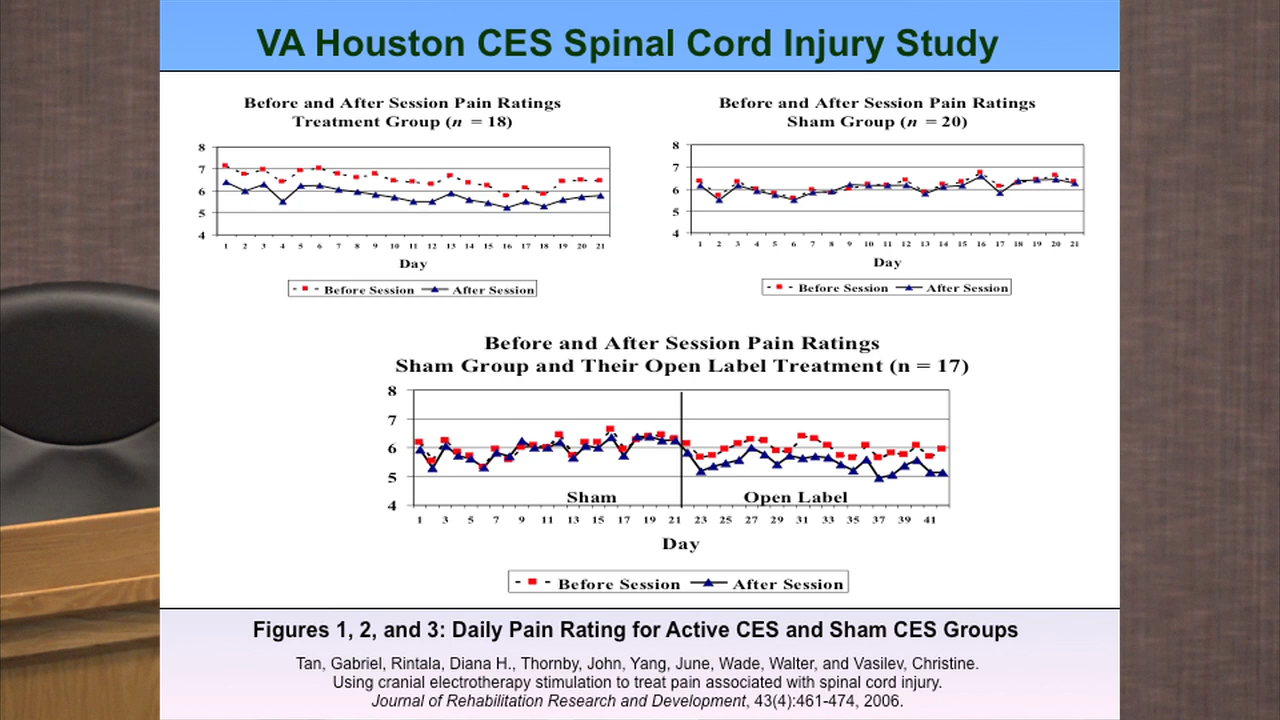 VA Houston CES Spinal Cord Injury Study
Before and After Session Pain Ratings
Treatment Group (n = 18)
8
7
6
5
4
1 2 3 4 5 6 7 8 9 10 11 12 13 14 15 16 17 18 19 20 21
Day
Before Session After Session
Before and After Session Pain Ratings
Sham Group (n = 20)
8
7
6
5
4
1 2 3 4 5 6 7 8 9 10 11 12 13 14 15 16 17 18 19 20 21
Day
Before Session After Session
Before and After Session Pain Ratings
Sham Group and Their Open Label Treatment (n = 17)
8
7
6
5
4
Sham Open Label
1 3 5 7 9 11 13 15 17 19 21 23 25 27 29 31 33 35 37 39 41
Day
Before Session After Session
Figures 1, 2, and 3: Daily Pain Rating for Active CES and Sham CES Groups
Tan, Gabriel, Rintala, Diana H., Thornby, John, Yang, June, Wade, Walter, and Vasilev, Christine.
Using cranial electrotherapy stimulation to treat pain associated with spinal cord injury.
Journal of Rehabilitation Research and Development, 43(4):461-474, 2006.